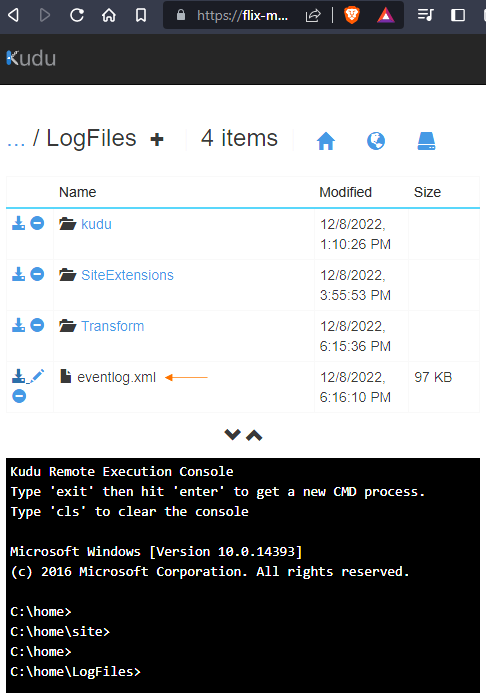 https://flix-m...
Kudu
... / LogFiles + 4 items
Name Modified Size
kudu 12/8/2022, 1:10:26 PM
SiteExtensions 12/8/2022, 3:55:53 PM
Transform 12/8/2022, 6:15:36 PM
eventlog.xml 12/8/2022, 6:16:10 PM 97 KB
Kudu Remote Execution Console
Type 'exit' then hit 'enter' to get a new CMD process.
Type 'cls' to clear the console
Microsoft Windows [Version 10.0.14393]
(c) 2016 Microsoft Corporation. All rights reserved.
C:\home>
C:\home\site>
C:\home>
C:\home\LogFiles>